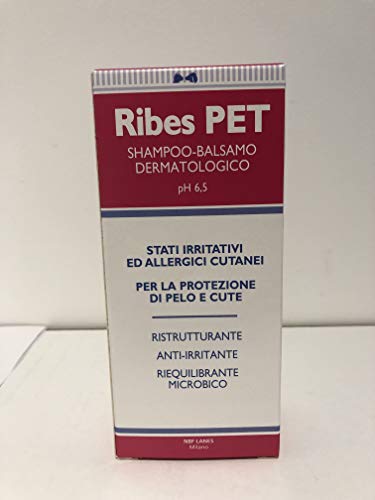 Ribes PET
SHAMPOO-BALSAMO
DERMATOLOGICO
pH 6,5
STATI IRRITATIVI
ED ALLERGICI CUTANEI
PER LA PROTEZIONE
DI PELO E CUTE
RISTRUTTURANTE
ANTI-IRRITANTE
RIEQUILIBRANTE
MICROBICO
NBF LANES
Milano